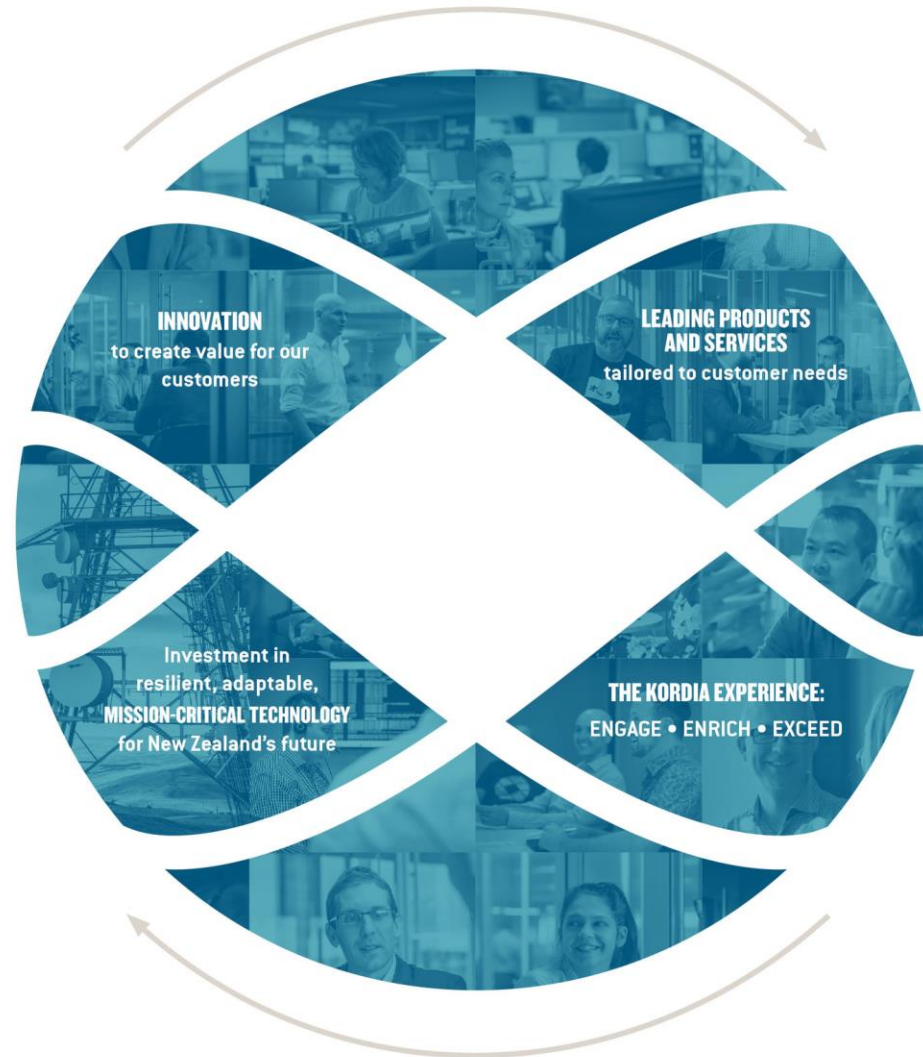 INNOVATION
to create value for our
customers
LEADING PRODUCTS
AND SERVICES
tailored to customer needs
Investment in
resilient, adaptable,
MISSION-CRITICAL TECHNOLOGY
for New Zealand's future
THE KORDIA EXPERIENCE:
ENGAGE • ENRICH • EXCEED